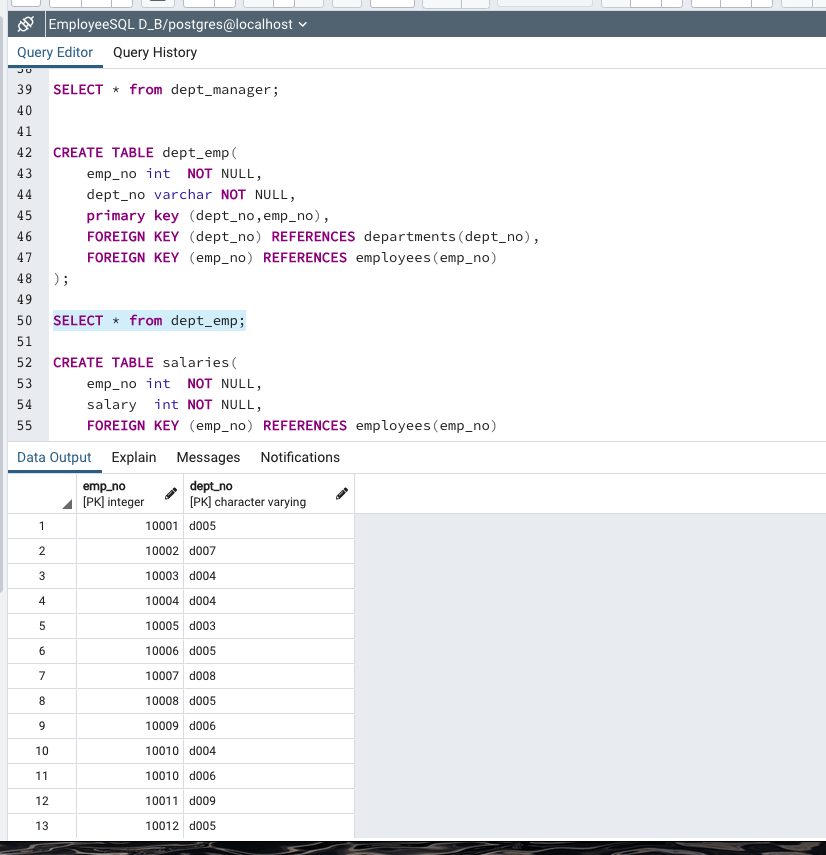 EmployeeSQL D_B/postgres@localhost
Query Editor Query History
39 SELECT * from dept_manager;
40
41
42 CREATE TABLE dept_emp(
43 emp_no int  NOT NULL,
44 dept_no varchar NOT NULL,
45 primary key (dept_no,emp_no),
46 FOREIGN KEY (dept_no) REFERENCES departments(dept_no),
47 FOREIGN KEY (emp_no) REFERENCES employees(emp_no)
48 );
49
50 SELECT * from dept_emp;
51
52 CREATE TABLE salaries(
53 emp_no int  NOT NULL,
54 salary  int NOT NULL,
55 FOREIGN KEY (emp_no) REFERENCES employees(emp_no)
Data Output Explain Messages Notifications
emp_no dept_no
[PK] integer [PK] character varying
1 10001 d005
2 10002 d007
3 10003 d004
4 10004 d004
5 10005 d003
6 10006 d005
7 10007 d008
8 10008 d005
9 10009 d006
10 10010 d004
11 10010 d006
12 10011 d009
13 10012 d005